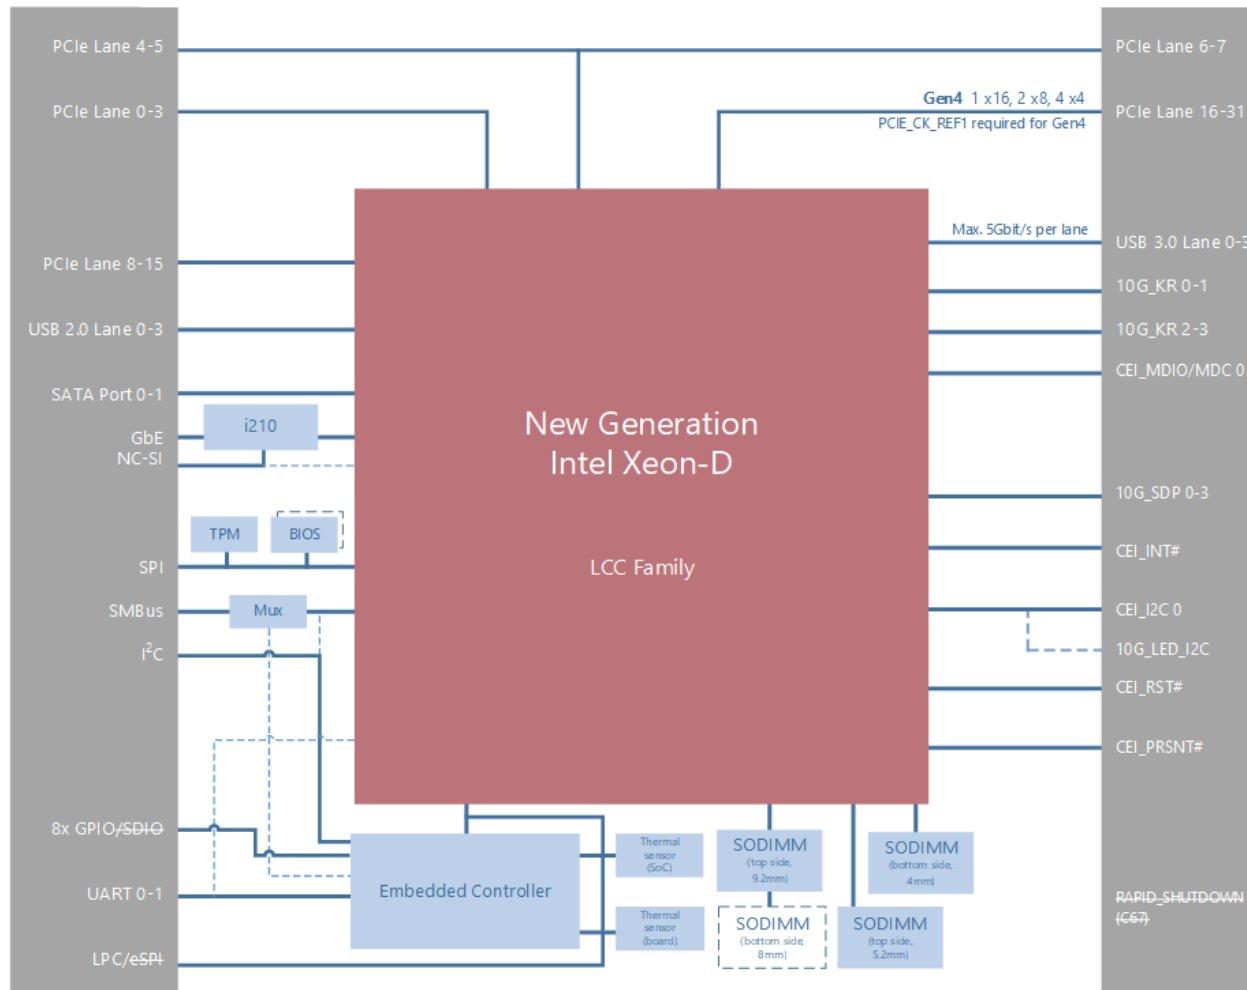 PCIe Lane 4-5
PCIe Lane 0-3
PCIe Lane 8-15
USB 2.0 Lane 0-3
SATA Port 0-1
GbE
NC-SI
SPI
SMBus
I²C
8x GPIO/SDIO
UART 0-1
LPC/eSPI
i210
TPM
BIOS
Mux
New Generation
Intel Xeon-D
LCC Family
Gen4 1 x16, 2 x8, 4 x4
PCIE_CK_REF1 required for Gen4
Max. 5Gbit/s per lane
Embedded Controller
Thermal
sensor
(SoC)
Thermal
sensor
(board)
SODIMM
(top side,
9.2mm)
SODIMM
(bottom side,
8mm)
SODIMM
(bottom side,
4mm)
SODIMM
(top side,
5.2mm)
PCIe Lane 6-7
PCIe Lane 16-31
USB 3.0 Lane 0-3
10G_KR 0-1
10G_KR 2-3
CEI_MDIO/MDC 0
10G_SDP 0-3
CEI_INT#
CEI_I2C 0
10G_LED_I2C
CEI_RST#
CEI_PRSNT#
RAPID_SHUTDOWN
(C67)